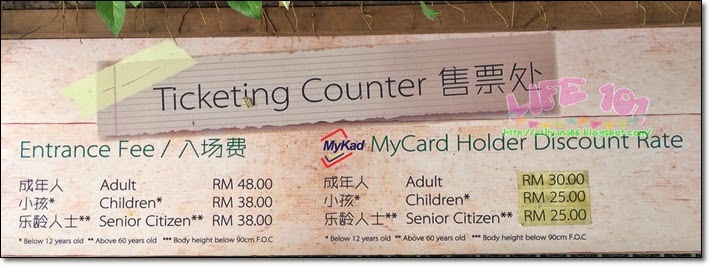 Ticketing Counter 售票处
LIFE 101
Entrance Fee / 入场费
MyKad MyCard Holder Discount Rate
成年人 Adult RM 48.00
小孩* Children* RM 38.00
乐龄人士** Senior Citizen** RM 38.00
成年人 Adult RM 30.00
小孩* Children* RM 25.00
乐龄人士** Senior Citizen** RM 25.00
* Below 12 years old ** Above 60 years old *** Body height below 90cm F.O.C
* Below 12 years old ** Above 60 years old *** Body height below 90cm F.O.C